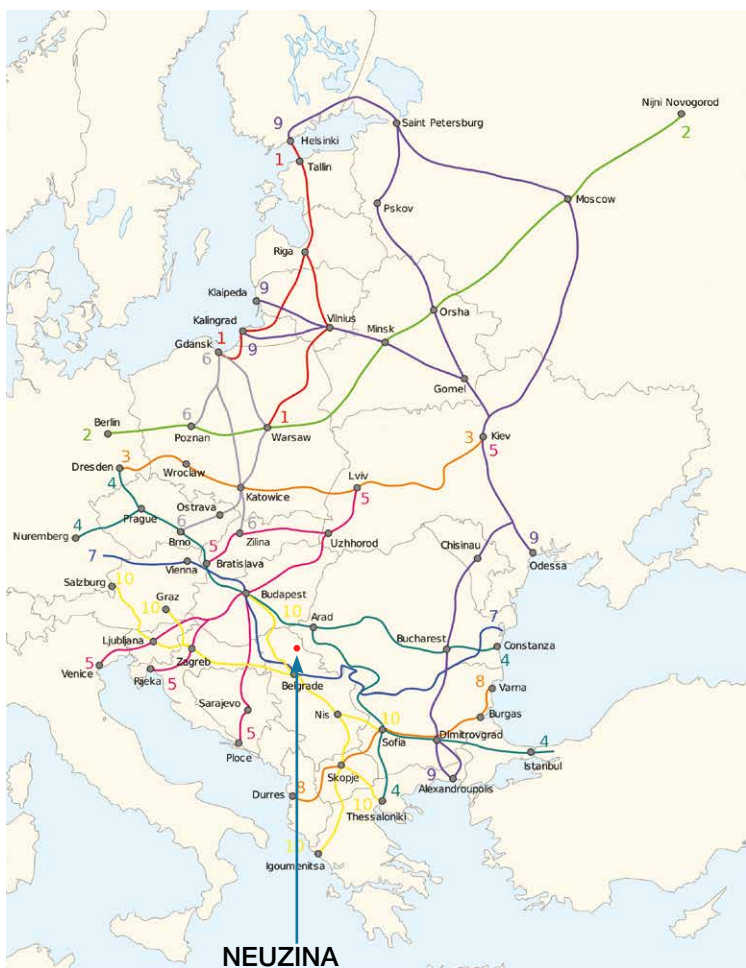 Nijni Novogorod
2
9
Saint Petersburg
Helsinki
1
Tallin
Moscow
Pskov
Riga
9
Klaipeda
Orsha
Kalingrad
Vilnius
1
Minsk
Gdansk
9
6
Gomel
Berlin
6
1
2
Poznan
Warsaw
3
Kiev
5
Dresden
3
Lviv
4
Wroclaw
5
Katowice
Ostrava
Prague
4
6
9
Nuremberg
Brno
Zilina
Uzhhorod
Chisinau
5
Odessa
7
Vienna
Bratislava
Salzburg
10
Budapest
Graz
10
10
Arad
7
Ljubljana
Bucharest
Constanza
4
Zagreb
Venice
5
Rijeka
5
Belgrade
8
Varna
Sarajevo
Nis
10
Burgas
5
Sofia
Dimitrovgrad
4
Ploce
Istanbul
Skopje
9
Durres
8
10
4
Alexandroupolis
Thessaloniki
10
Igoumenitsa
NEUZINA